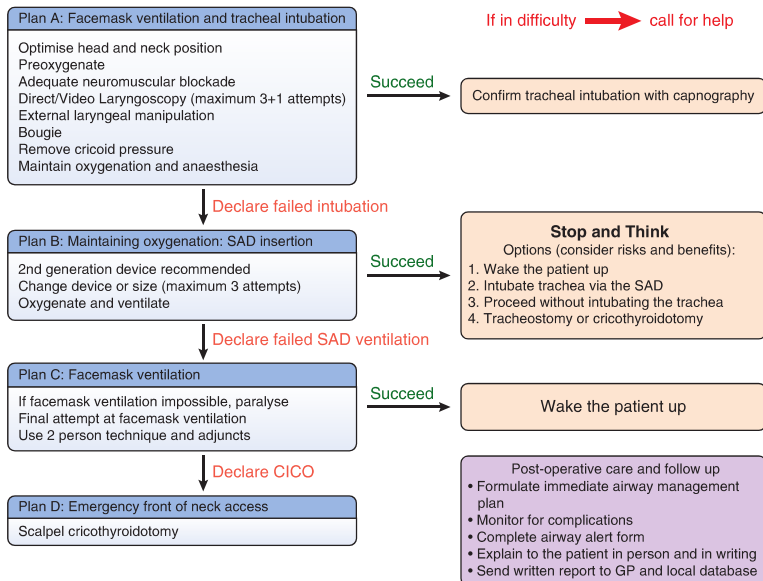 Plan A: Facemask ventilation and tracheal intubation
Optimise head and neck position
Preoxygenate
Adequate neuromuscular blockade
Direct/Video Laryngoscopy (maximum 3+1 attempts)
External laryngeal manipulation
Bougie
Remove cricoid pressure
Maintain oxygenation and anaesthesia
If in difficulty call for help
Succeed
Confirm tracheal intubation with capnography
Declare failed intubation
Plan B: Maintaining oxygenation: SAD insertion
2nd generation device recommended
Change device or size (maximum 3 attempts)
Oxygenate and ventilate
Succeed
Stop and Think
Options (consider risks and benefits):
1. Wake the patient up
2. Intubate trachea via the SAD
3. Proceed without intubating the trachea
4. Tracheostomy or cricothyroidotomy
Declare failed SAD ventilation
Plan C: Facemask ventilation
If facemask ventilation impossible, paralyse
Final attempt at facemask ventilation
Use 2 person technique and adjuncts
Succeed
Wake the patient up
Declare CICO
Plan D: Emergency front of neck access
Scalpel cricothyroidotomy
Post-operative care and follow up
• Formulate immediate airway management
plan
• Monitor for complications
• Complete airway alert form
• Explain to the patient in person and in writing
• Send written report to GP and local database